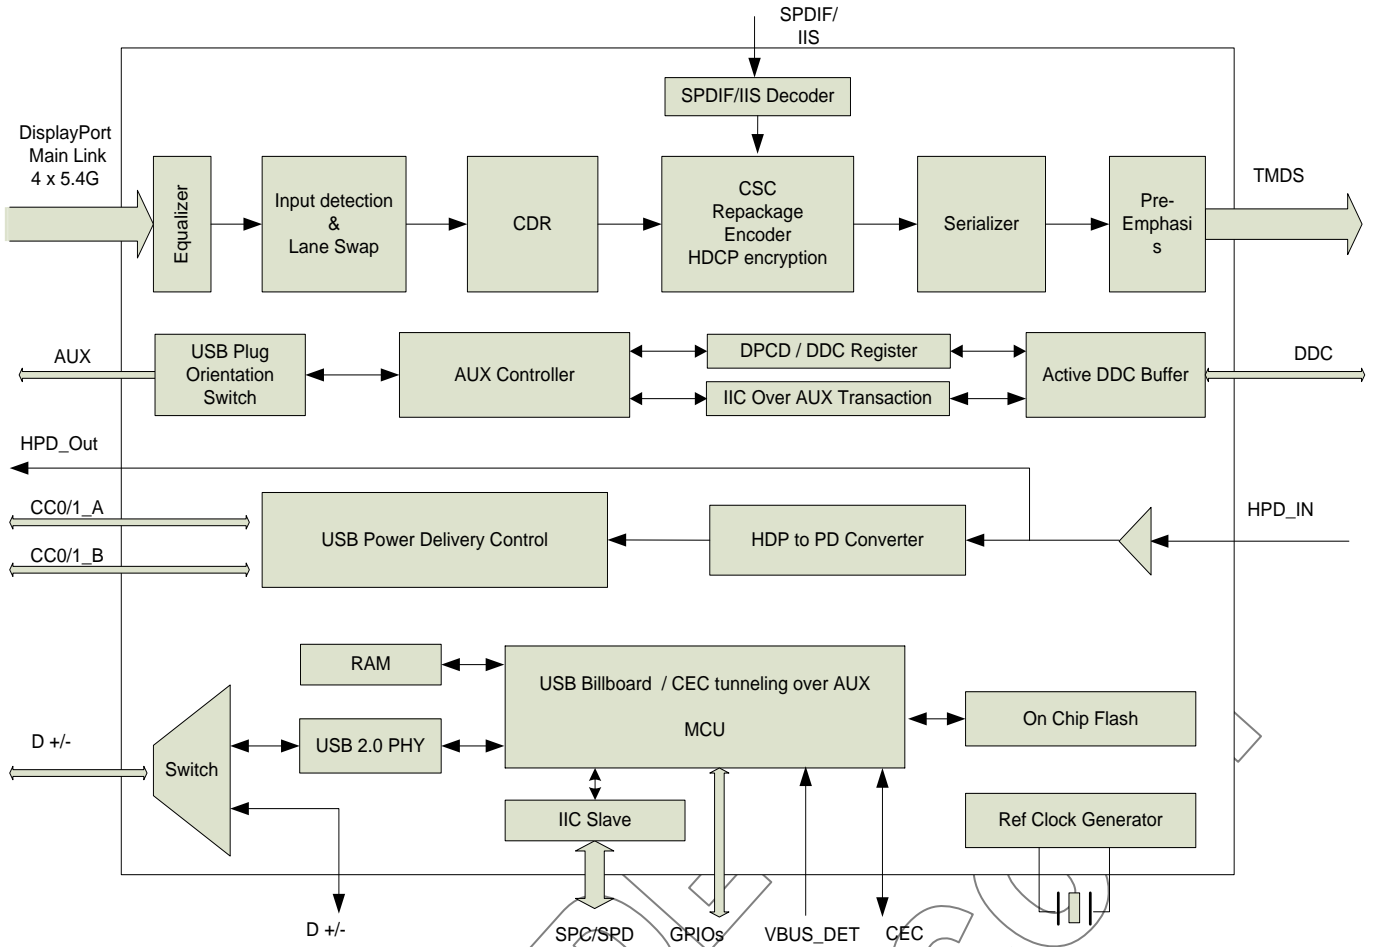 SPDIF/
IIS
SPDIF/IIS Decoder
DisplayPort
Main Link
4 x 5.4G
Equalizer
Input detection
&
Lane Swap
CDR
CSC
Repackage
Encoder
HDCP encryption
Serializer
Pre-
Emphasi
s
TMDS
AUX
USB Plug
Orientation
Switch
AUX Controller
DPCD / DDC Register
IIC Over AUX Transaction
Active DDC Buffer
DDC
HPD_Out
CC0/1_A
CC0/1_B
USB Power Delivery Control
HDP to PD Converter
HPD_IN
RAM
USB 2.0 PHY
USB Billboard / CEC tunneling over AUX
MCU
On Chip Flash
D +/-
Switch
IIC Slave
Ref Clock Generator
D +/-
SPC/SPD
GPIOs
VBUS_DET
CEC